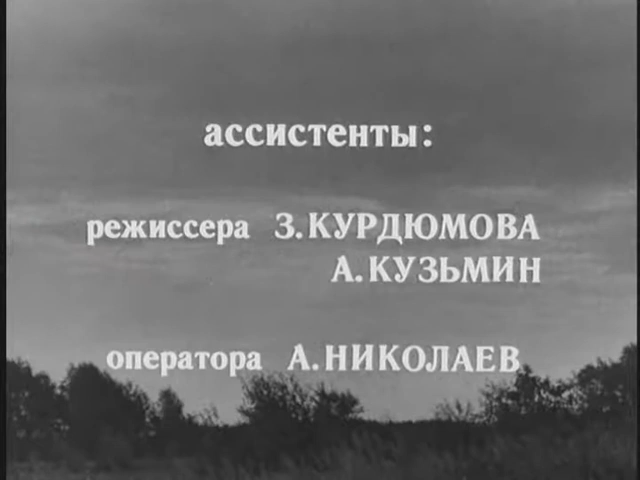 ассистенты:
режиссера З.КУРДЮМОВА
А.КУЗЬМИН
оператора А.НИКОЛАЕВ